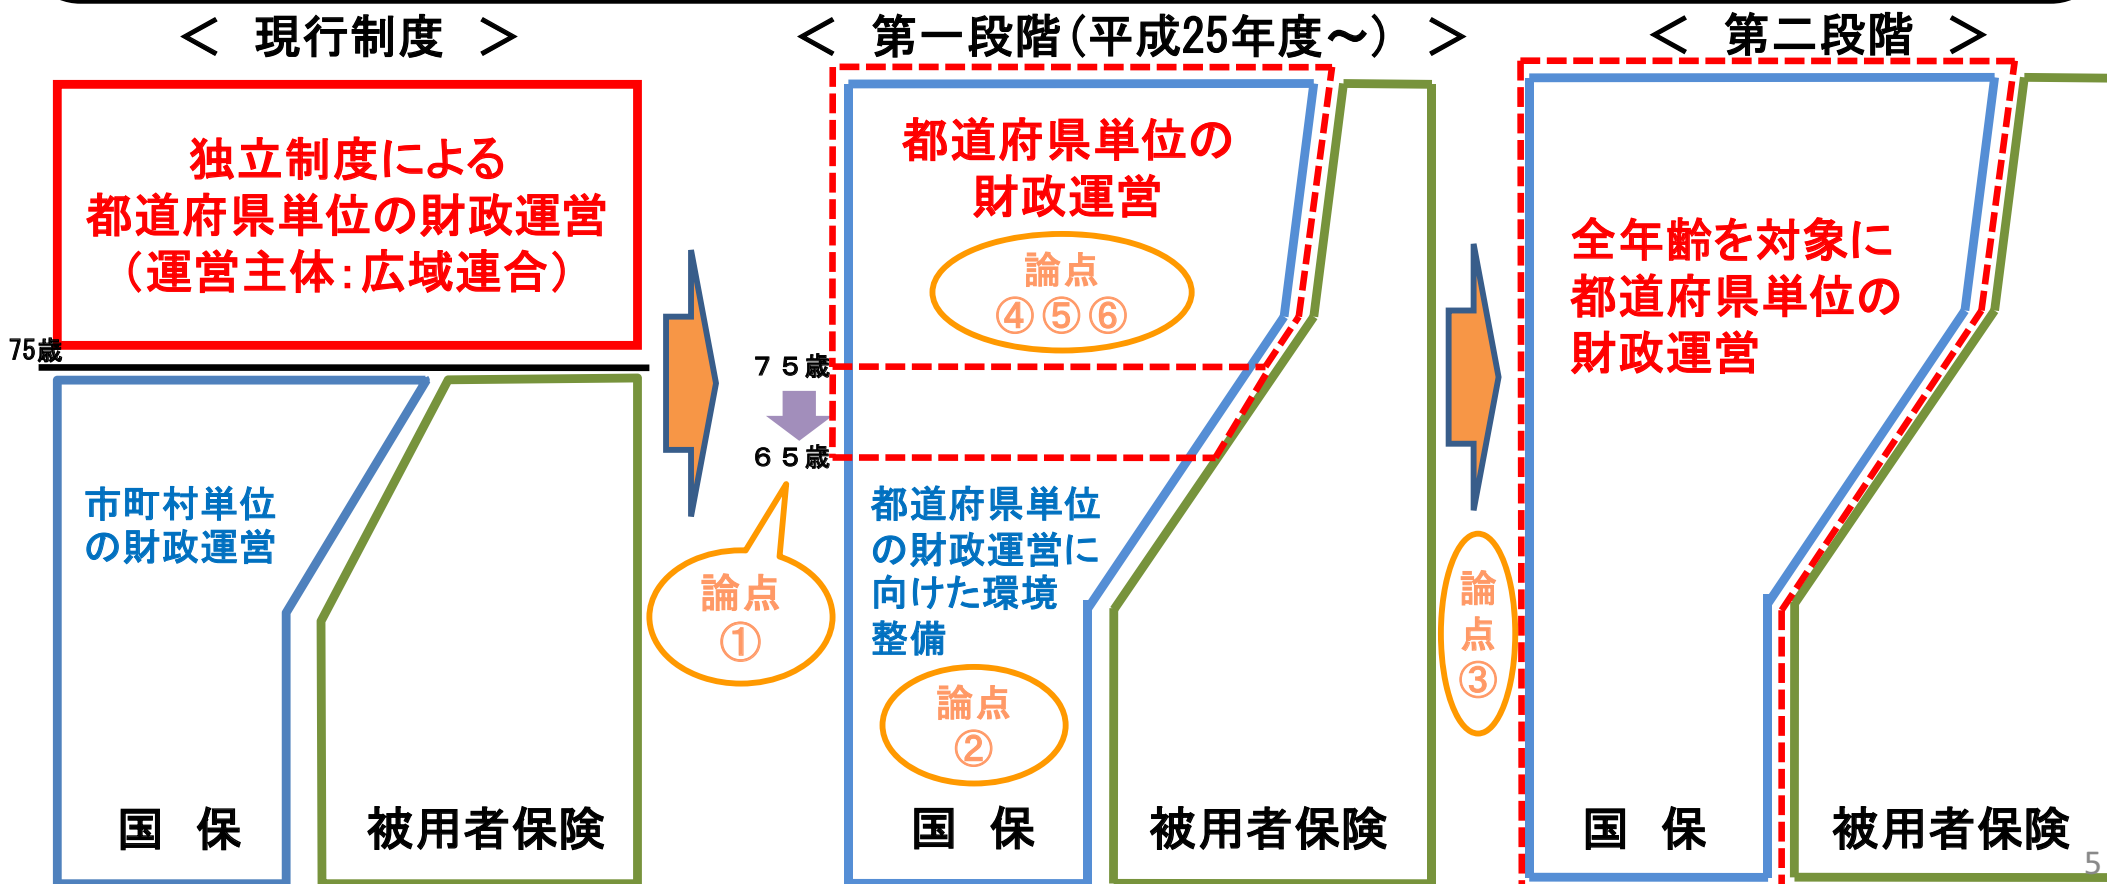 ＜ 現行制度 ＞
独立制度による
都道府県単位の財政運営
（運営主体：広域連合）
75歳
市町村単位
の財政運営
国 保
被用者保険
＜ 第一段階（平成25年度～） ＞
都道府県単位の
財政運営
論点
④⑤⑥
７５歳
６５歳
論点
①
都道府県単位
の財政運営に
向けた環境
整備
論点
②
国 保
被用者保険
＜ 第二段階 ＞
論
点
③
全年齢を対象に
都道府県単位の
財政運営
国 保
被用者保険
5